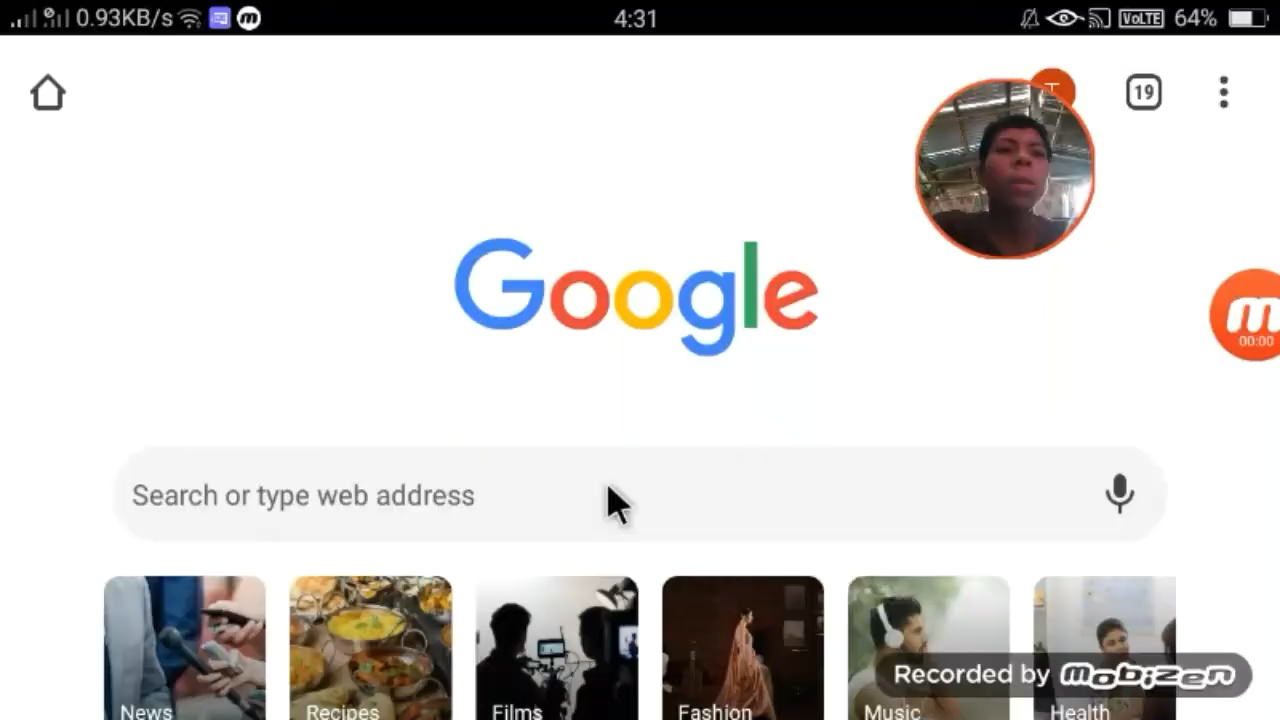 0.93KB/s m 4:31 VoLTE 64%
T 19
Google
m
00:00
Search or type web address
News Recipes Films Fashion Music Health
Recorded by mobizen